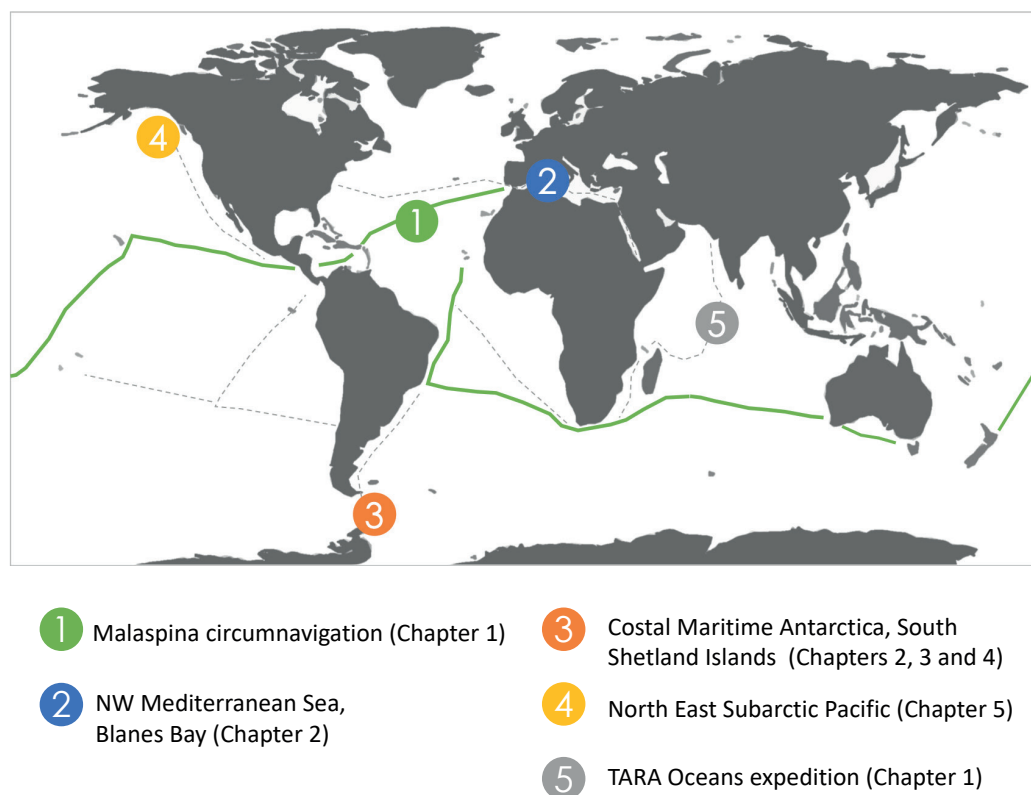 4
2
1
5
3
1 Malaspina circumnavigation (Chapter 1)
2 NW Mediterranean Sea,
Blanes Bay (Chapter 2)
3 Costal Maritime Antarctica, South
Shetland Islands (Chapters 2, 3 and 4)
4 North East Subarctic Pacific (Chapter 5)
5 TARA Oceans expedition (Chapter 1)